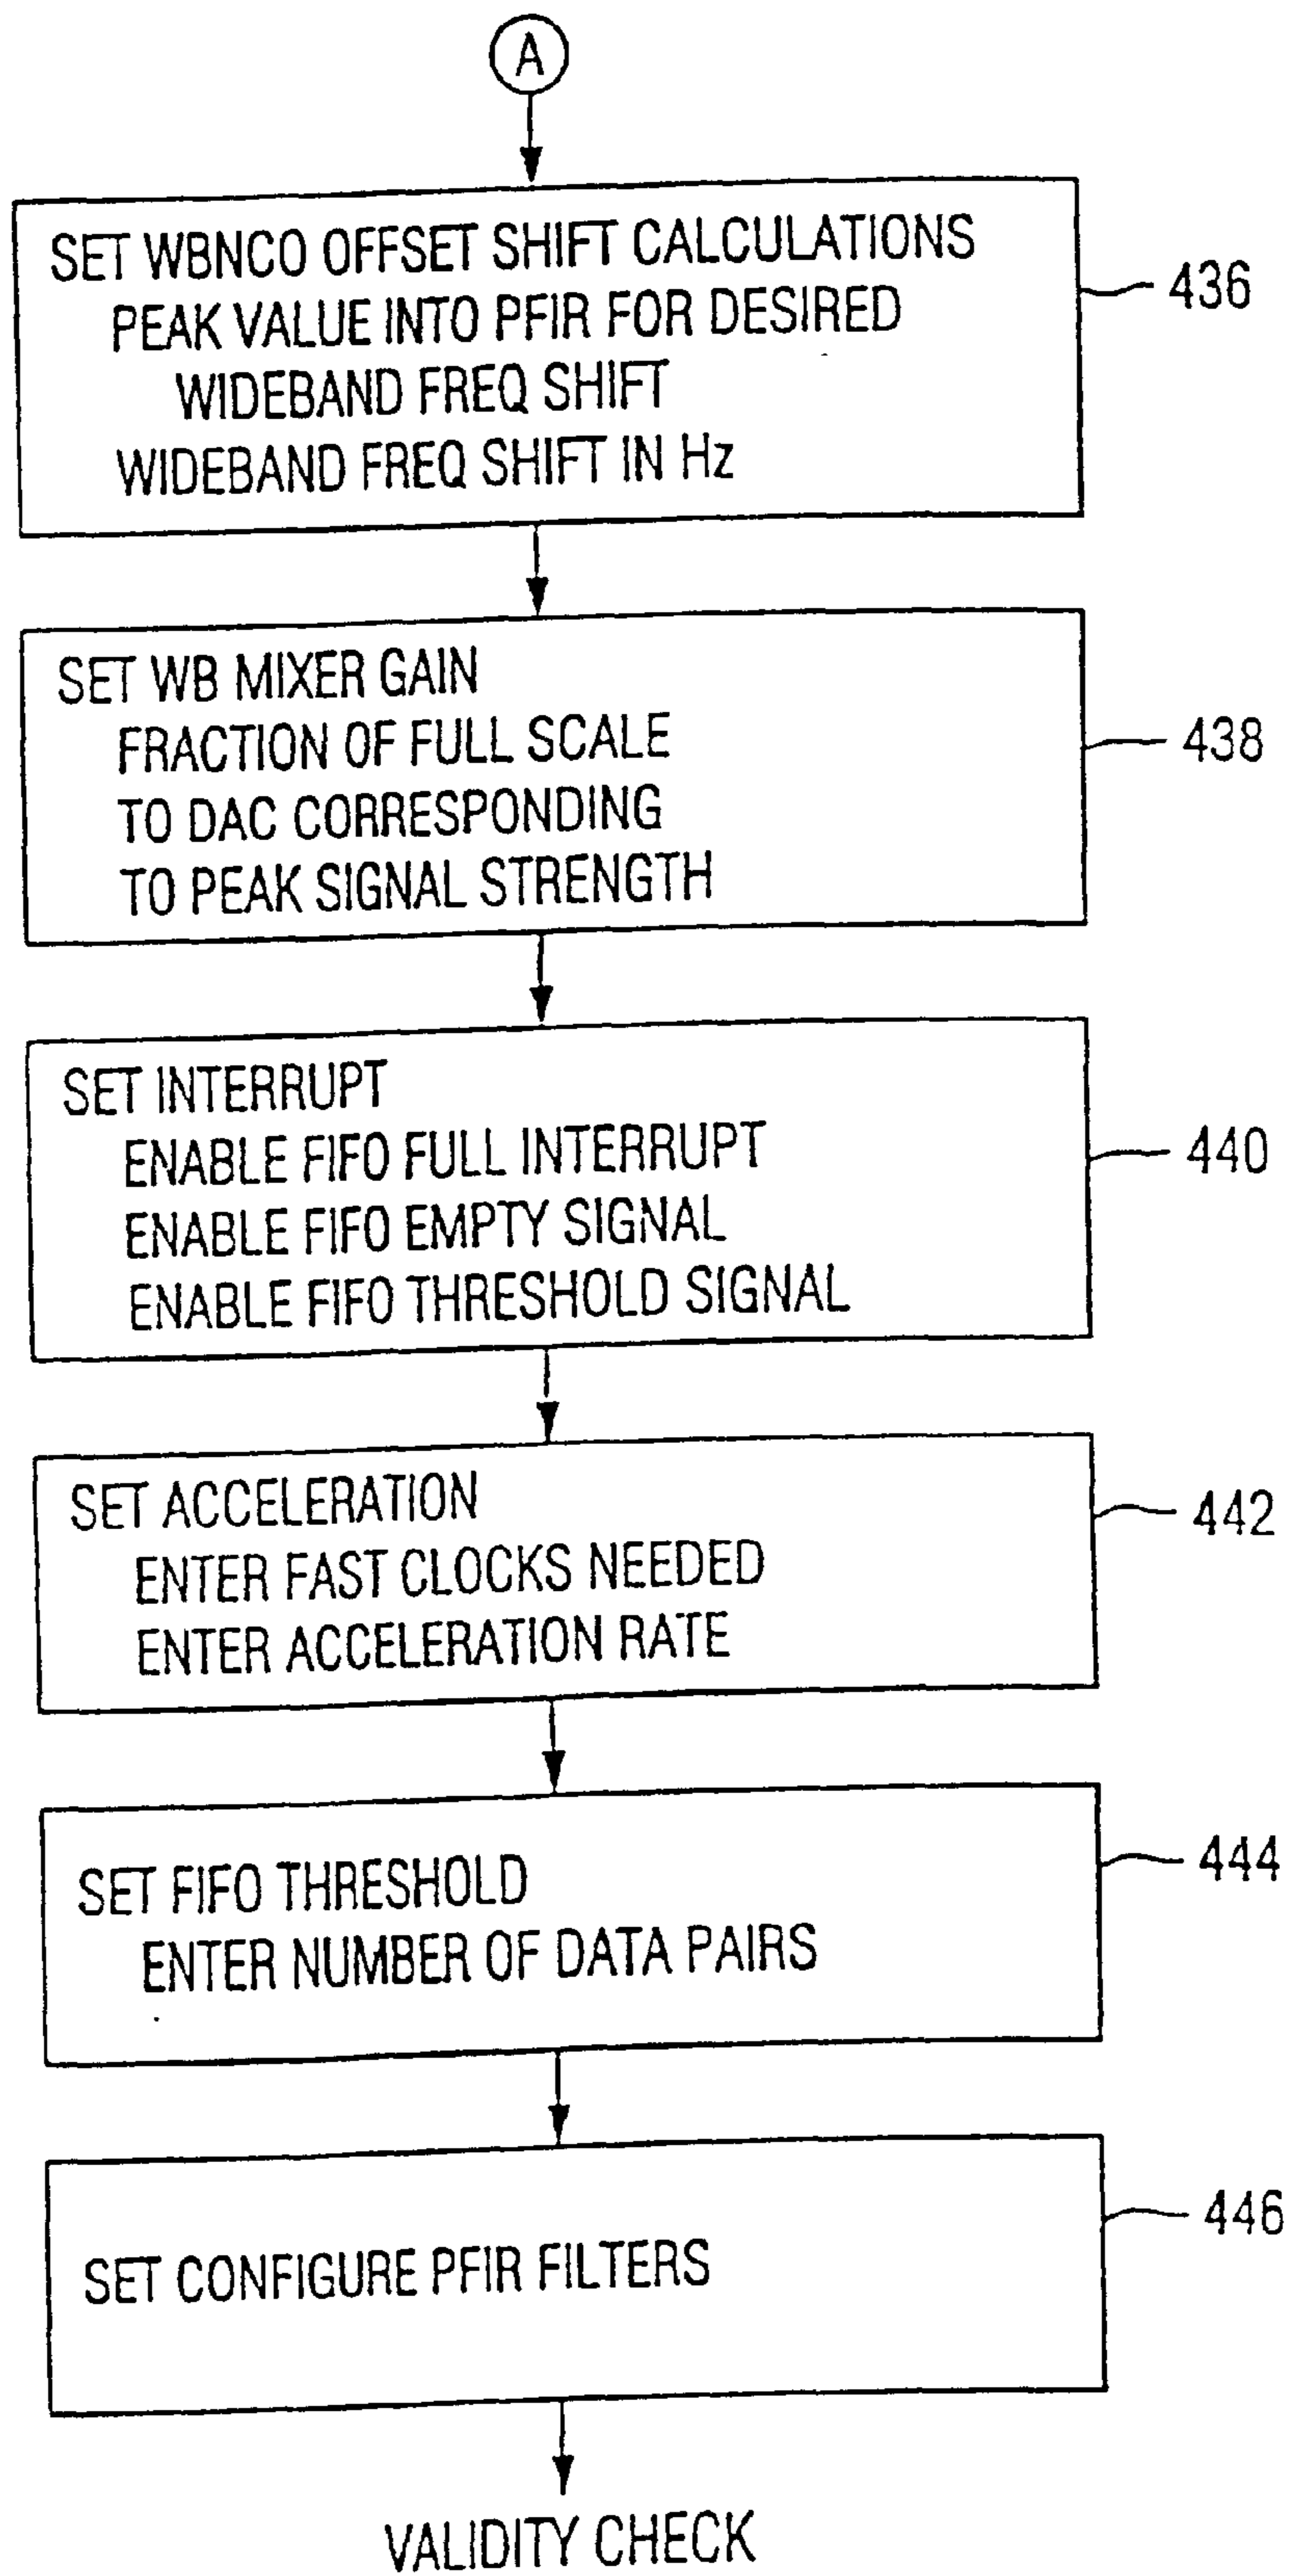 A
SET WBNCO OFFSET SHIFT CALCULATIONS
PEAK VALUE INTO PFIR FOR DESIRED
WIDEBAND FREQ SHIFT
WIDEBAND FREQ SHIFT IN Hz
436
SET WB MIXER GAIN
FRACTION OF FULL SCALE
TO DAC CORRESPONDING
TO PEAK SIGNAL STRENGTH
438
SET INTERRUPT
ENABLE FIFO FULL INTERRUPT
ENABLE FIFO EMPTY SIGNAL
ENABLE FIFO THRESHOLD SIGNAL
440
SET ACCELERATION
ENTER FAST CLOCKS NEEDED
ENTER ACCELERATION RATE
442
SET FIFO THRESHOLD
ENTER NUMBER OF DATA PAIRS
444
SET CONFIGURE PFIR FILTERS
446
VALIDITY CHECK